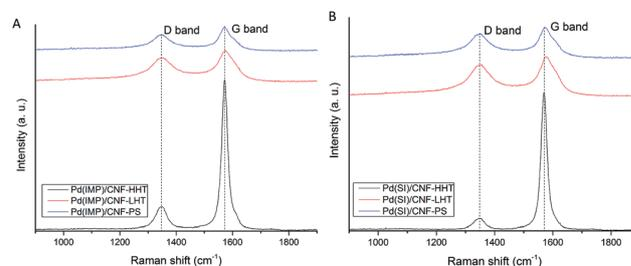 A
D band
G band
Intensity (a. u.)
Pd(IMP)/CNF-HHT
Pd(IMP)/CNF-LHT
Pd(IMP)/CNF-PS
1000
1200
1400
1600
1800
Raman shift (cm⁻¹)
B
D band
G band
Intensity (a. u.)
Pd(SI)/CNF-HHT
Pd(SI)/CNF-LHT
Pd(SI)/CNF-PS
1000
1200
1400
1600
1800
Raman shift (cm⁻¹)